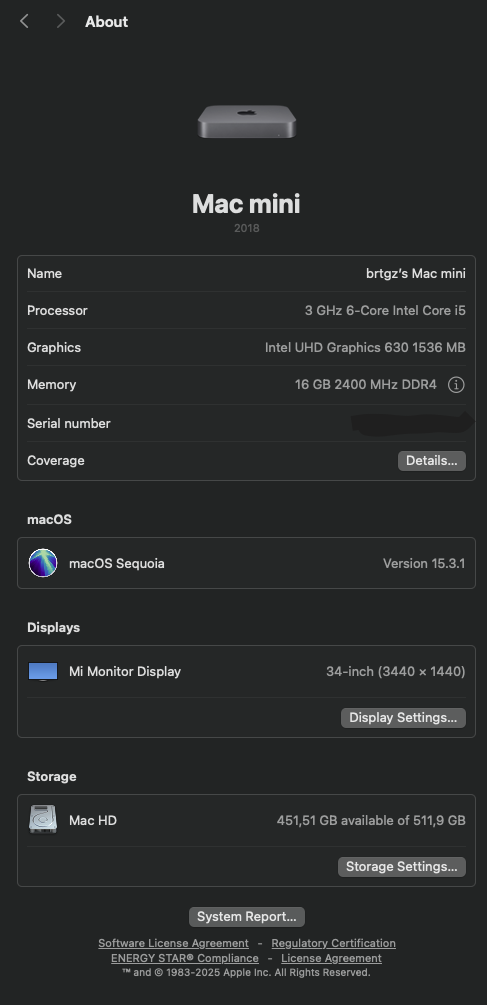 About
Mac mini
2018
Name brtgz's Mac mini
Processor 3 GHz 6-Core Intel Core i5
Graphics Intel UHD Graphics 630 1536 MB
Memory 16 GB 2400 MHz DDR4
Serial number
Coverage Details...
macOS
macOS Sequoia Version 15.3.1
Displays
Mi Monitor Display 34-inch (3440 × 1440)
Display Settings...
Storage
Mac HD 451,51 GB available of 511,9 GB
Storage Settings...
System Report...
Software License Agreement - Regulatory Certification
ENERGY STAR® Compliance - License Agreement
™ and © 1983-2025 Apple Inc. All Rights Reserved.